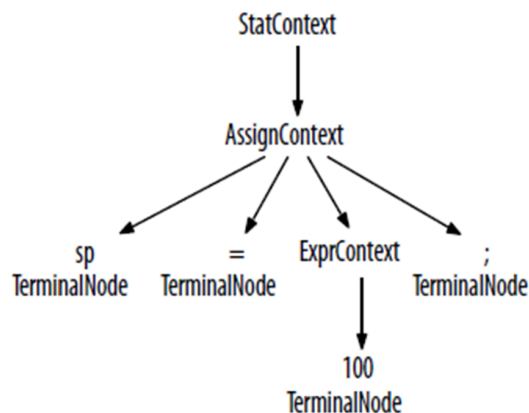 StatContext
AssignContext
sp = ExprContext ;
TerminalNode TerminalNode TerminalNode
100
TerminalNode